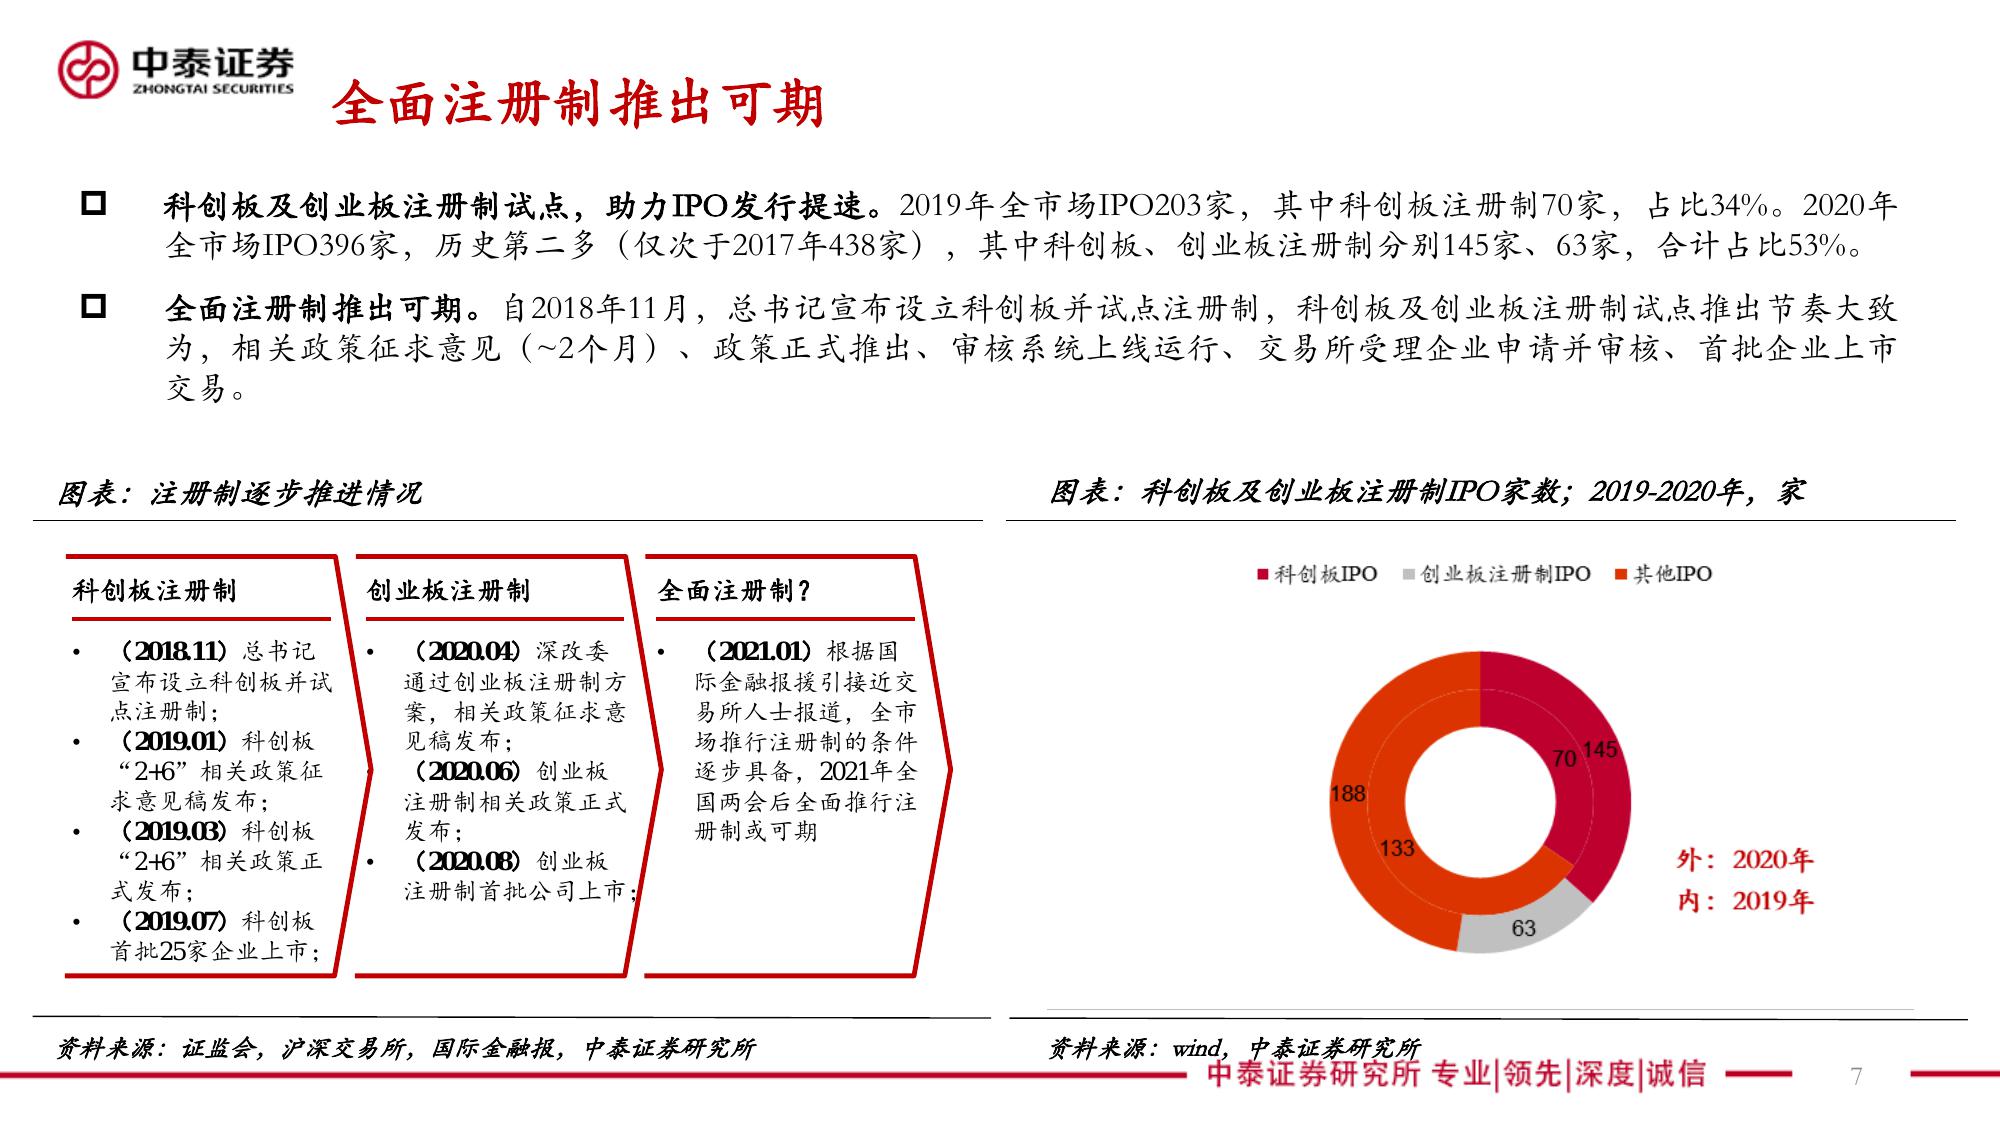 中泰证券
ZHONGTAI SECURITIES
全面注册制推出可期
科创板及创业板注册制试点，助力IPO发行提速。2019年全市场IPO203家，其中科创板注册制70家，占比34%。2020年
全市场IPO396家，历史第二多（仅次于2017年438家），其中科创板、创业板注册制分别145家、63家，合计占比53%。
全面注册制推出可期。自2018年11月，总书记宣布设立科创板并试点注册制，科创板及创业板注册制试点推出节奏大致
为，相关政策征求意见（~2个月）、政策正式推出、审核系统上线运行、交易所受理企业申请并审核、首批企业上市
交易。
图表：注册制逐步推进情况
科创板注册制
• （2018.11）总书记
宣布设立科创板并试
点注册制；
• （2019.01）科创板
“2+6”相关政策征
求意见稿发布；
• （2019.03）科创板
“2+6”相关政策正
式发布；
• （2019.07）科创板
首批25家企业上市；
创业板注册制
• （2020.04）深改委
通过创业板注册制方
案，相关政策征求意
见稿发布；
• （2020.06）创业板
注册制相关政策正式
发布；
• （2020.08）创业板
注册制首批公司上市；
全面注册制？
• （2021.01）根据国
际金融报援引接近交
易所人士报道，全市
场推行注册制的条件
逐步具备，2021年全
国两会后全面推行注
册制或可期
资料来源：证监会，沪深交易所，国际金融报，中泰证券研究所
图表：科创板及创业板注册制IPO家数；2019-2020年，家
科创板IPO 创业板注册制IPO 其他IPO
70 145
188
133
63
外：2020年
内：2019年
资料来源：wind，中泰证券研究所
中泰证券研究所 专业|领先|深度|诚信
7